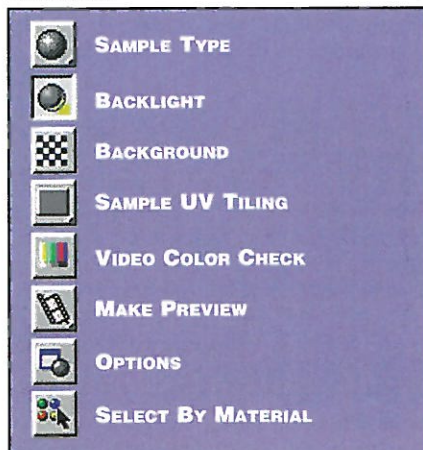 SAMPLE TYPE
BACKLIGHT
BACKGROUND
SAMPLE UV TILING
VIDEO COLOR CHECK
MAKE PREVIEW
OPTIONS
SELECT BY MATERIAL